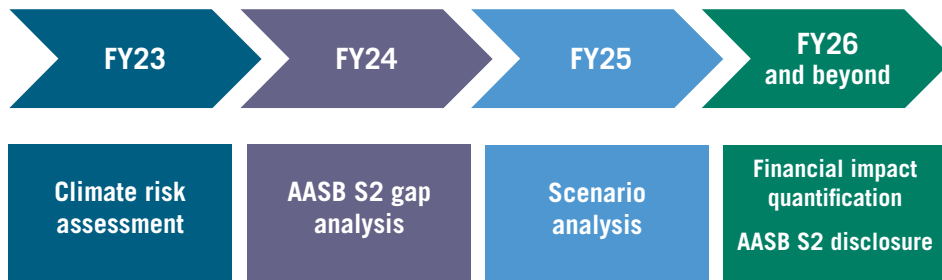 FY23
FY24
FY25
FY26
and beyond
Climate risk
assessment
AASB S2 gap
analysis
Scenario
analysis
Financial impact
quantification
AASB S2 disclosure